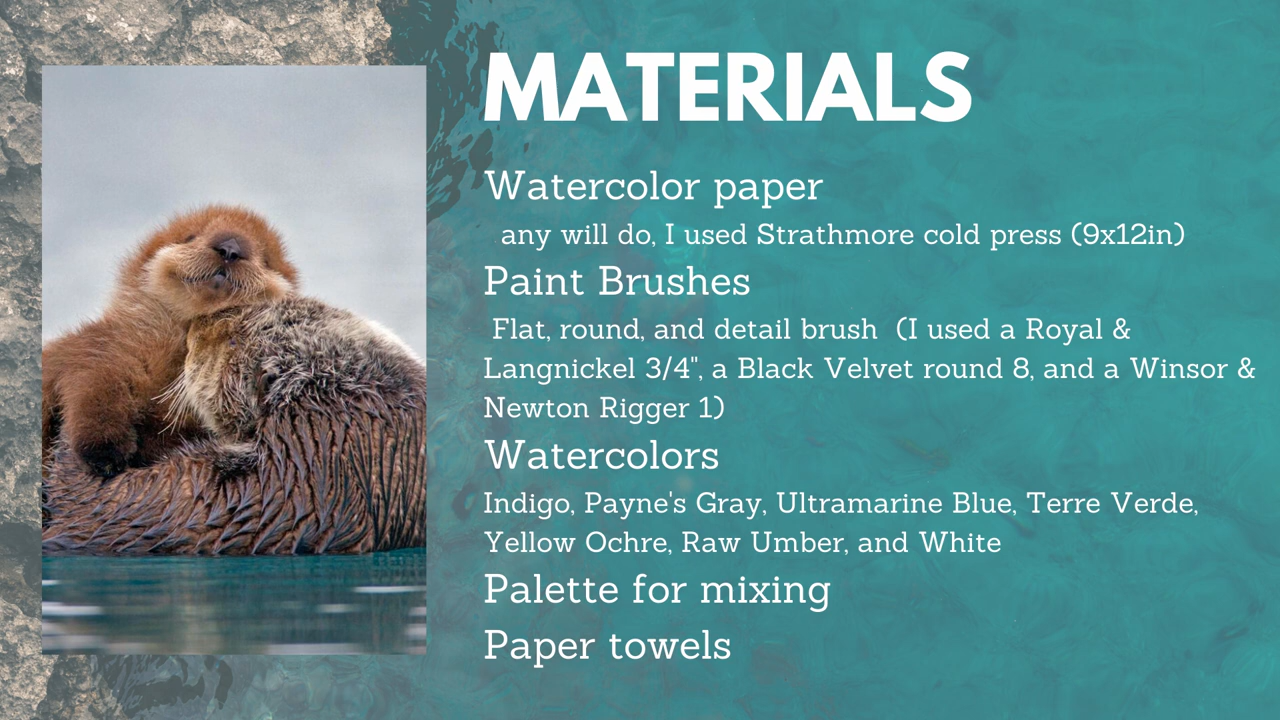 MATERIALS
Watercolor paper
any will do, I used Strathmore cold press (9x12in)
Paint Brushes
Flat, round, and detail brush (I used a Royal &
Langnickel 3/4", a Black Velvet round 8, and a Winsor &
Newton Rigger 1)
Watercolors
Indigo, Payne's Gray, Ultramarine Blue, Terre Verde,
Yellow Ochre, Raw Umber, and White
Palette for mixing
Paper towels